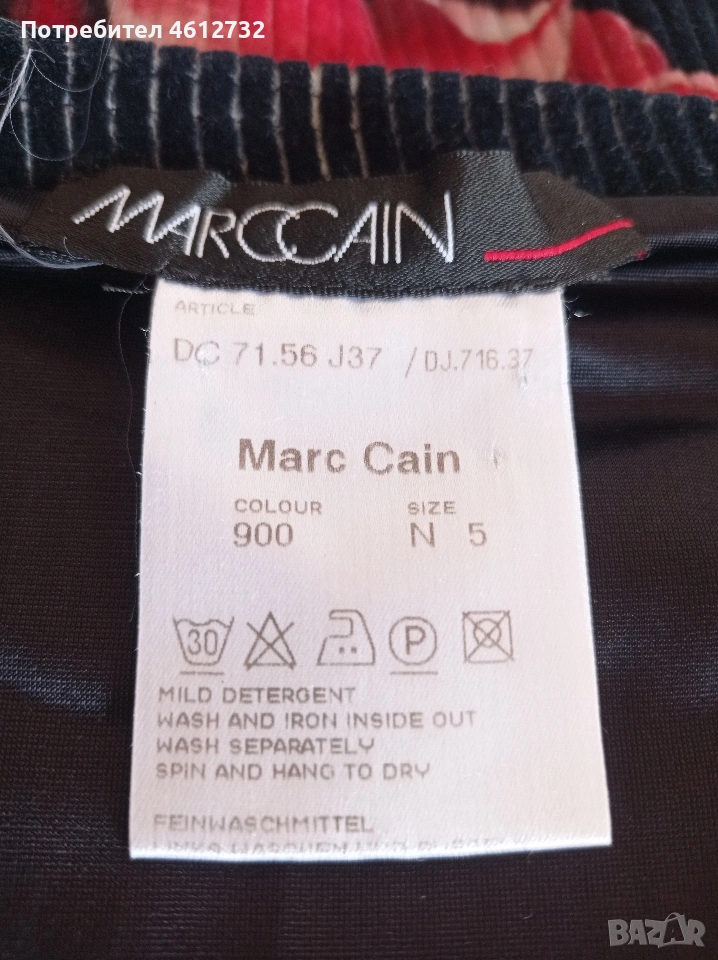 Потребител 4612732
MARCCAIN
ARTICLE
DC 71.56 J37 / DJ.716.37
Marc Cain
COLOUR SIZE
900 N 5
30 P
MILD DETERGENT
WASH AND IRON INSIDE OUT
WASH SEPARATELY
SPIN AND HANG TO DRY
FEINWASCHMITTEL
BAZAR